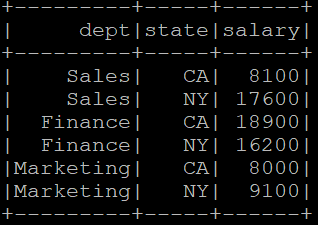 +---------+-----+------+
|     dept|state|salary|
+---------+-----+------+
|    Sales|   CA|  8100|
|    Sales|   NY| 17600|
|  Finance|   CA| 18900|
|  Finance|   NY| 16200|
|Marketing|   CA|  8000|
|Marketing|   NY|  9100|
+---------+-----+------+